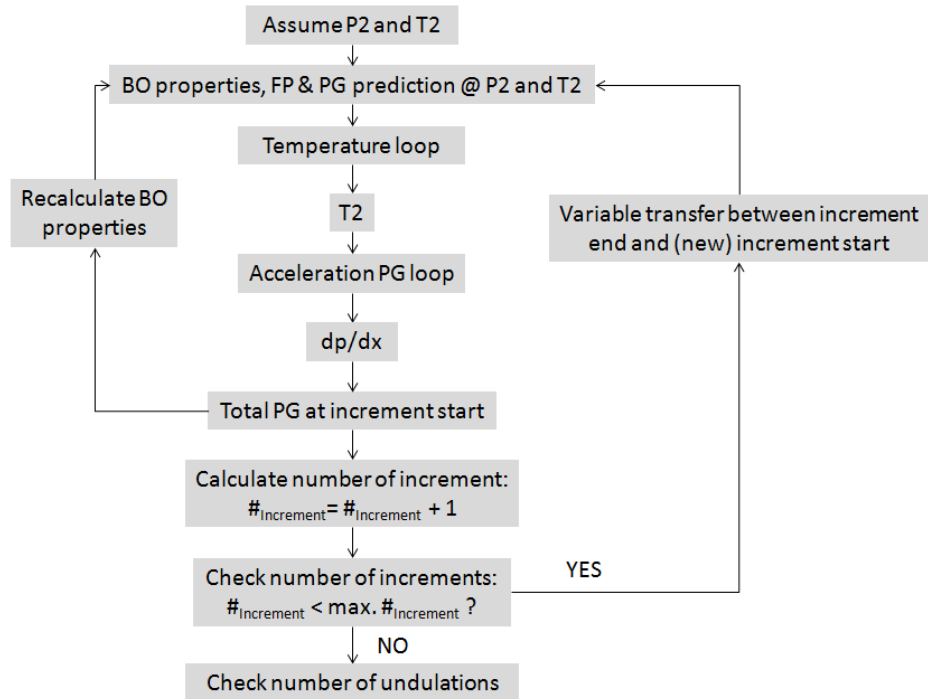 Assume P2 and T2
BO properties, FP & PG prediction @ P2 and T2
Temperature loop
Recalculate BO
properties
T2
Variable transfer between increment
end and (new) increment start
Acceleration PG loop
dp/dx
Total PG at increment start
Calculate number of increment:
#Increment= #Increment + 1
Check number of increments:
#Increment < max. #Increment ?
YES
NO
Check number of undulations